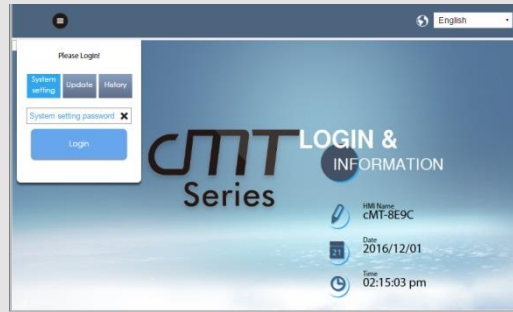 English
Please Login!
System setting
Update
History
System setting password
Login
cMT
Series
LOGIN &
INFORMATION
HMI Name
cMT-8E9C
21
Date
2016/12/01
Time
02:15:03 pm